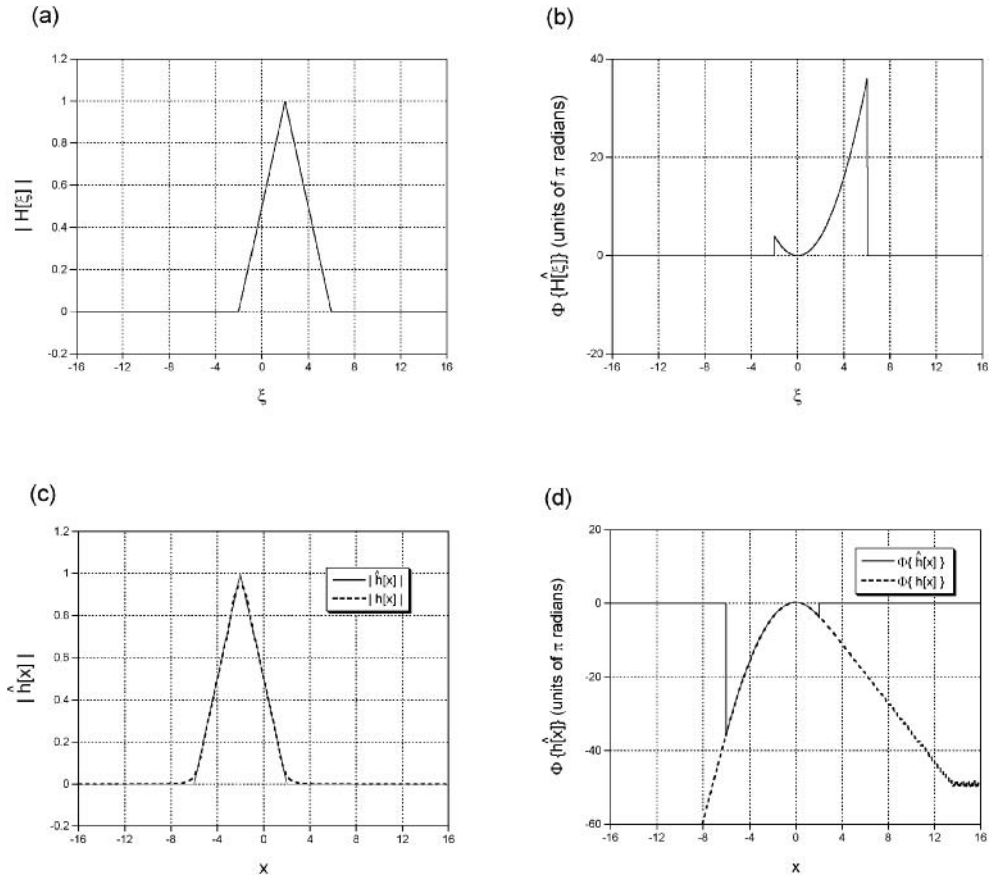 (a)
1.2
1
0.8
0.6
0.4
0.2
0
-0.2
| H[ξ] |
-16 -12 -8 -4 0 4 8 12 16
ξ
(b)
40
20
0
-20
Φ {Ĥ[ξ]} (units of π radians)
-16 -12 -8 -4 0 4 8 12 16
ξ
(c)
1.2
1
0.8
0.6
0.4
0.2
0
-0.2
| ĥ[x] |
| ĥ[x] |
| h[x] |
-16 -12 -8 -4 0 4 8 12 16
x
(d)
20
0
-20
-40
-60
Φ {ĥ[x]} (units of π radians)
Φ{ ĥ[x] }
Φ{ h[x] }
-16 -12 -8 -4 0 4 8 12 16
x